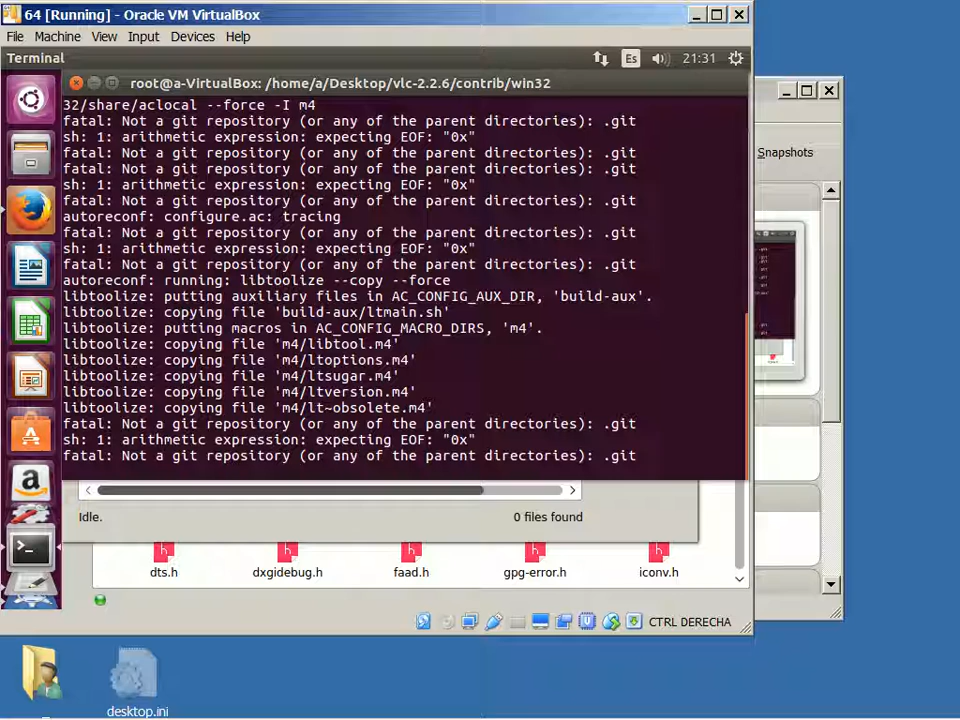 64 [Running] - Oracle VM VirtualBox
File Machine View Input Devices Help
Terminal
Es
21:31
root@a-VirtualBox: /home/a/Desktop/vlc-2.2.6/contrib/win32
32/share/aclocal --force -I m4
fatal: Not a git repository (or any of the parent directories): .git
sh: 1: arithmetic expression: expecting EOF: "0x"
fatal: Not a git repository (or any of the parent directories): .git
fatal: Not a git repository (or any of the parent directories): .git
sh: 1: arithmetic expression: expecting EOF: "0x"
fatal: Not a git repository (or any of the parent directories): .git
autoreconf: configure.ac: tracing
fatal: Not a git repository (or any of the parent directories): .git
sh: 1: arithmetic expression: expecting EOF: "0x"
fatal: Not a git repository (or any of the parent directories): .git
autoreconf: running: libtoolize --copy --force
libtoolize: putting auxiliary files in AC_CONFIG_AUX_DIR, 'build-aux'.
libtoolize: copying file 'build-aux/ltmain.sh'
libtoolize: putting macros in AC_CONFIG_MACRO_DIRS, 'm4'.
libtoolize: copying file 'm4/libtool.m4'
libtoolize: copying file 'm4/ltoptions.m4'
libtoolize: copying file 'm4/ltsugar.m4'
libtoolize: copying file 'm4/ltversion.m4'
libtoolize: copying file 'm4/lt~obsolete.m4'
fatal: Not a git repository (or any of the parent directories): .git
sh: 1: arithmetic expression: expecting EOF: "0x"
fatal: Not a git repository (or any of the parent directories): .git
Snapshots
Idle.
0 files found
dts.h
dxgidebug.h
faad.h
gpg-error.h
iconv.h
CTRL DERECHA
desktop.ini